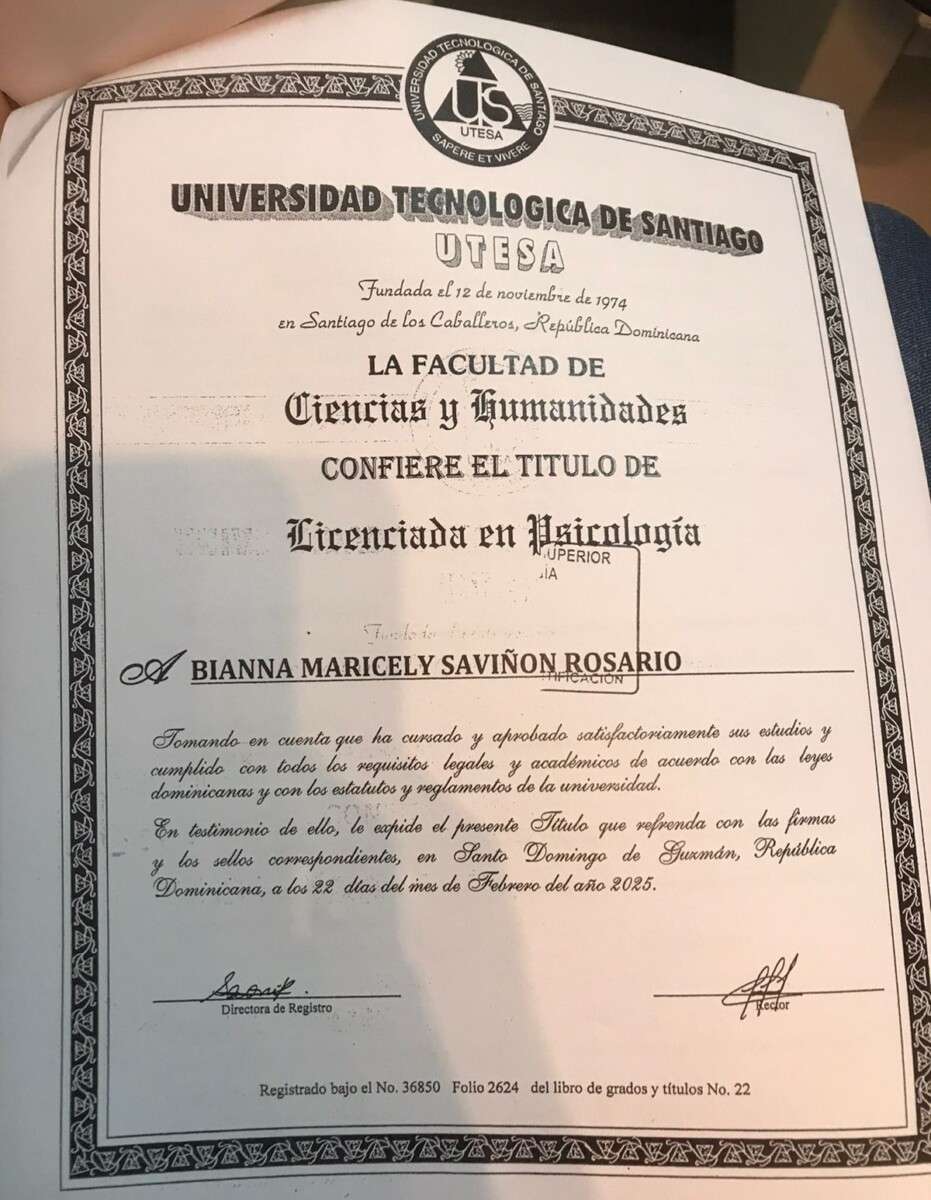 UNIVERSIDAD TECNOLOGICA DE SANTIAGO
US
UTESA
SAPERE ET VIVERE
UNIVERSIDAD TECNOLOGICA DE SANTIAGO
UTESA
Fundada el 12 de noviembre de 1974
en Santiago de los Caballeros, República Dominicana
LA FACULTAD DE
Ciencias y Humanidades
CONFIERE EL TITULO DE
Licenciada en Psicología
UPERIOR
ÍA
A BIANNA MARICELY SAVIÑON ROSARIO
TIFICACIÓN
Tomando en cuenta que ha cursado y aprobado satisfactoriamente sus estudios y
cumplido con todos los requisitos legales y académicos de acuerdo con las leyes
dominicanas y con los estatutos y reglamentos de la universidad.
En testimonio de ello, le expide el presente Título que refrenda con las firmas
y los sellos correspondientes, en Santo Domingo de Guzmán, República
Dominicana, a los 22 días del mes de Febrero del año 2025.
Directora de Registro
Rector
Registrado bajo el No. 36850 Folio 2624 del libro de grados y títulos No. 22